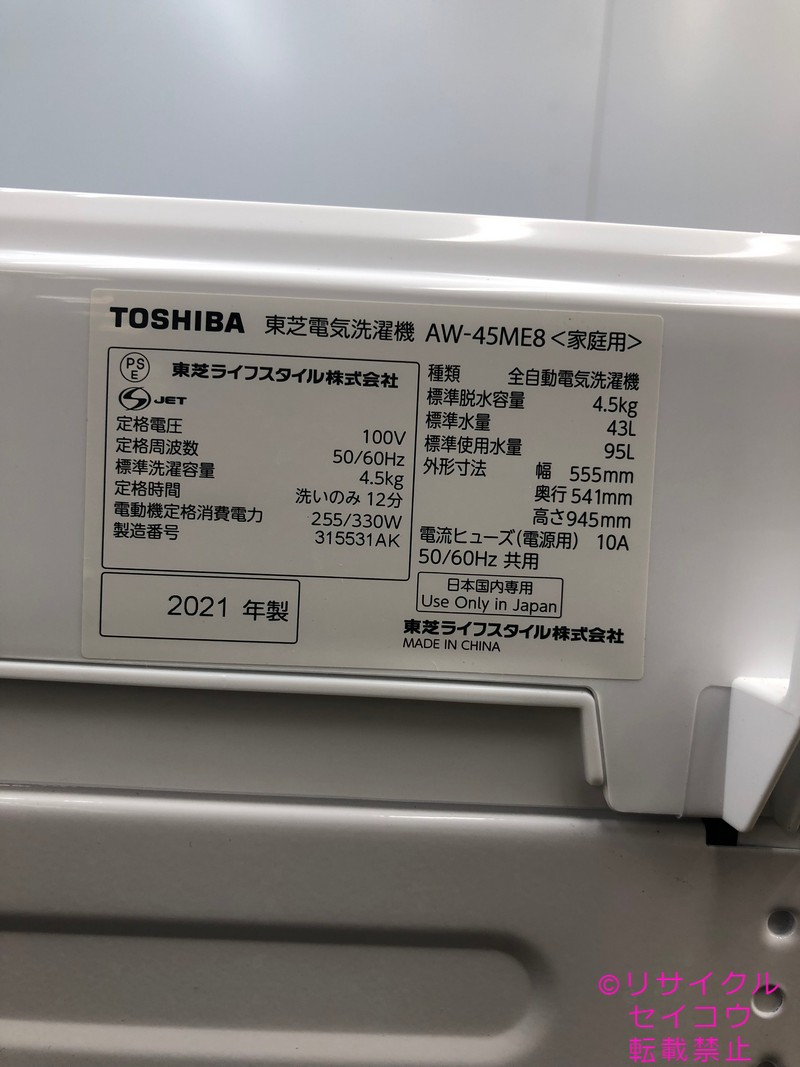 TOSHIBA 東芝電気洗濯機 AW-45ME8<家庭用>
PS
E
東芝ライフスタイル株式会社
JET
定格電圧 100V
定格周波数 50/60Hz
標準洗濯容量 4.5kg
定格時間 洗いのみ 12分
電動機定格消費電力 255/330W
製造番号 315531AK
2021 年製
種類 全自動電気洗濯機
標準脱水容量 4.5kg
標準水量 43L
標準使用水量 95L
外形寸法 幅 555mm
奥行 541mm
高さ 945mm
電流ヒューズ(電源用) 10A
50/60Hz 共用
日本国内専用
Use Only in Japan
東芝ライフスタイル株式会社
MADE IN CHINA
©リサイクル
セイコウ
転載禁止